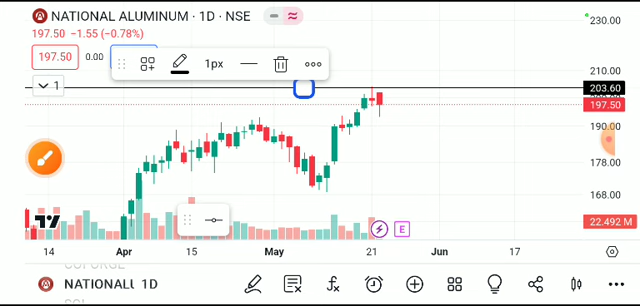 NATIONAL ALUMINUM · 1D · NSE
197.50 −1.55 (−0.78%)
197.50
0.00
1px
1
230.00
210.00
203.60
197.50
190.00
178.00
168.00
22.492 M
E
14
Apr
15
May
21
Jun
17
NATIONALU 1D